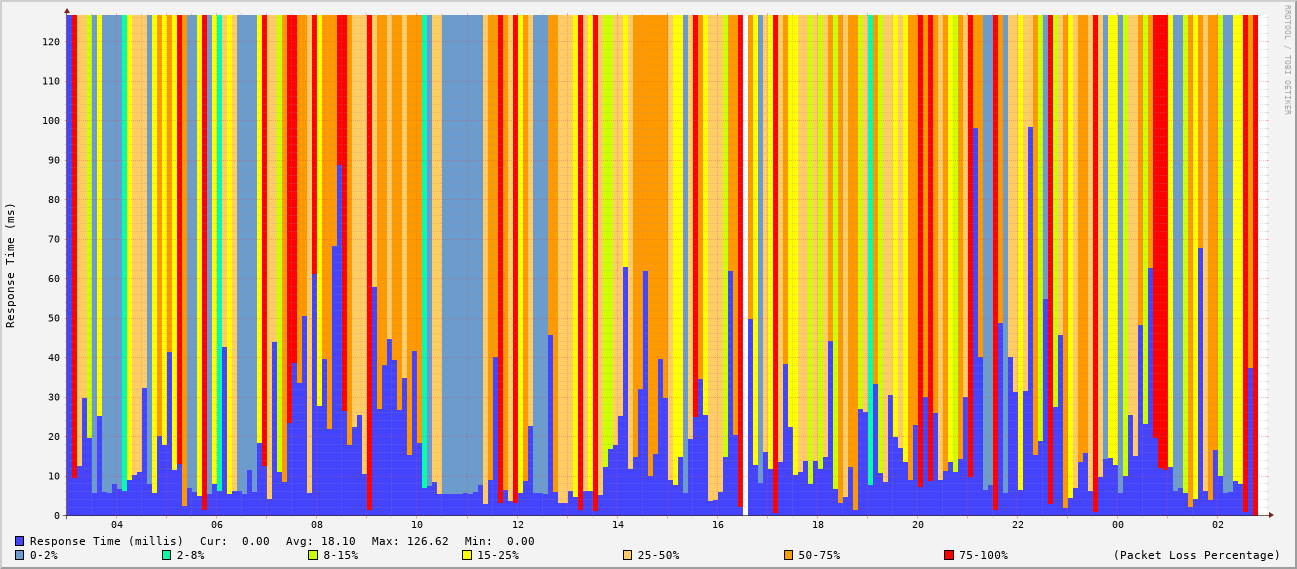 RRDTOOL / TOBI OETIKER
Response Time (ms)
120
110
100
90
80
70
60
50
40
30
20
10
0
04 06 08 10 12 14 16 18 20 22 00 02
Response Time (millis) Cur: 0.00 Avg: 18.10 Max: 126.62 Min: 0.00
0-2% 2-8% 8-15% 15-25% 25-50% 50-75% 75-100% (Packet Loss Percentage)